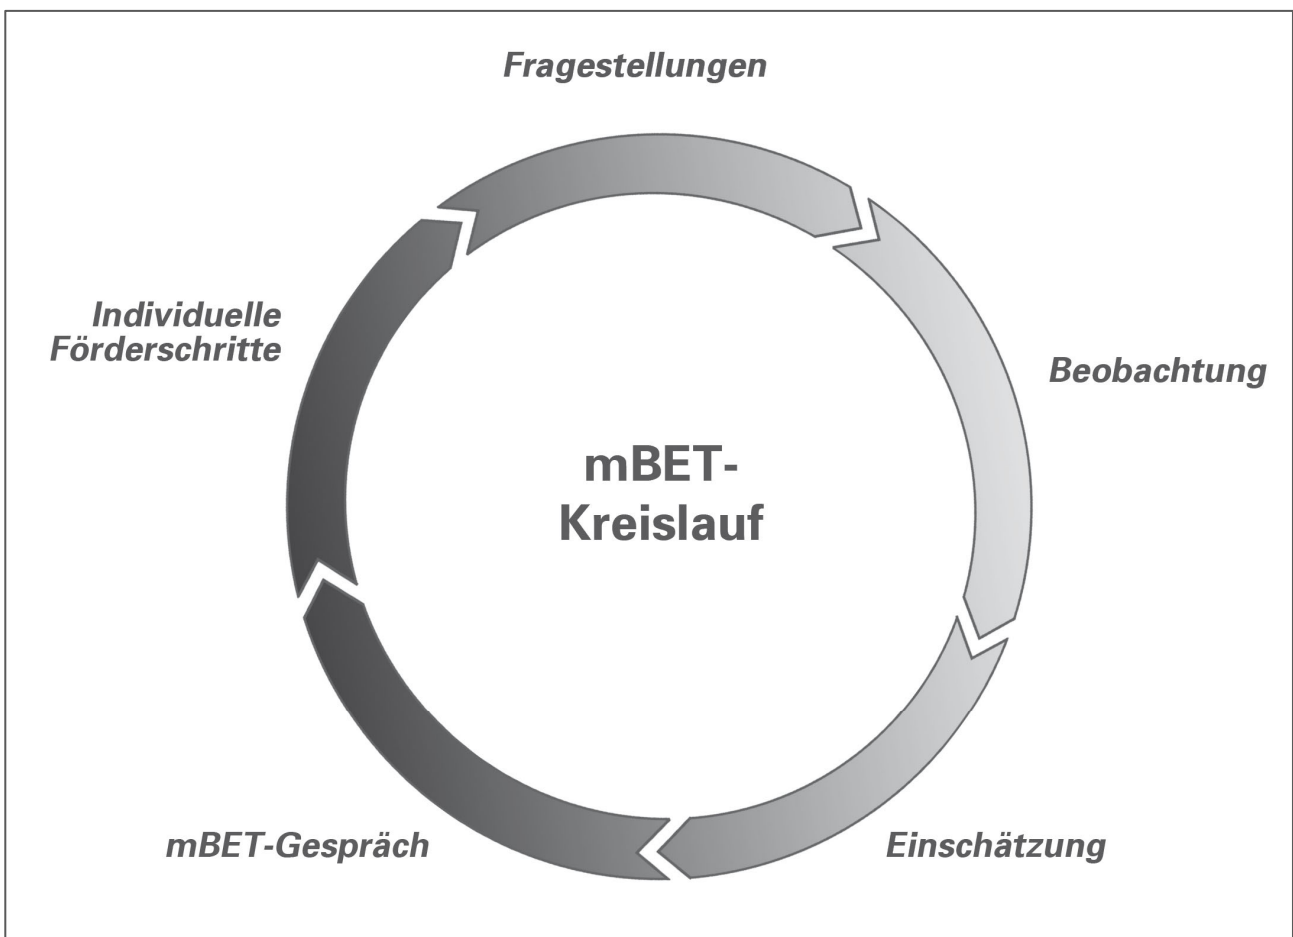 Fragestellungen
Individuelle
Förderschritte
Beobachtung
mBET-
Kreislauf
mBET-Gespräch
Einschätzung